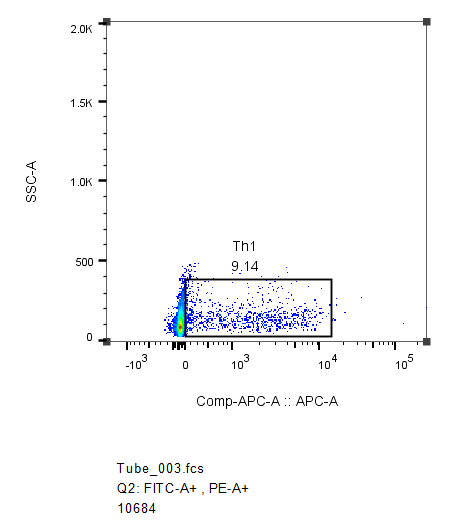 2.0K
1.5K
1.0K
500
0
SSC-A
Th1
9.14
-10³ 0 10³ 10⁴ 10⁵
Comp-APC-A :: APC-A
Tube_003.fcs
Q2: FITC-A+ , PE-A+
10684